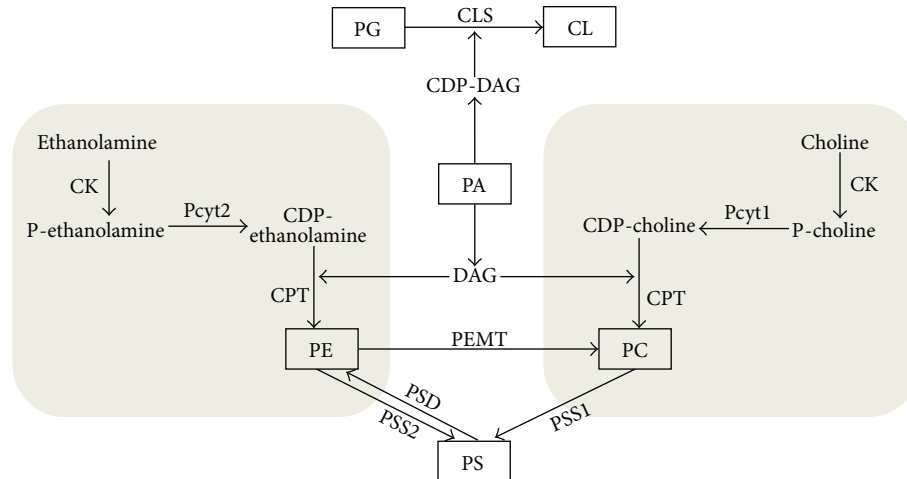 CLS
PG
CL
CDP-DAG
Ethanolamine
Choline
CK
PA
CK
Pcyt2
CDP-
ethanolamine
P-ethanolamine
CDP-choline
Pcyt1
P-choline
DAG
CPT
CPT
PE
PEMT
PC
PSD
PSS2
PSS1
PS